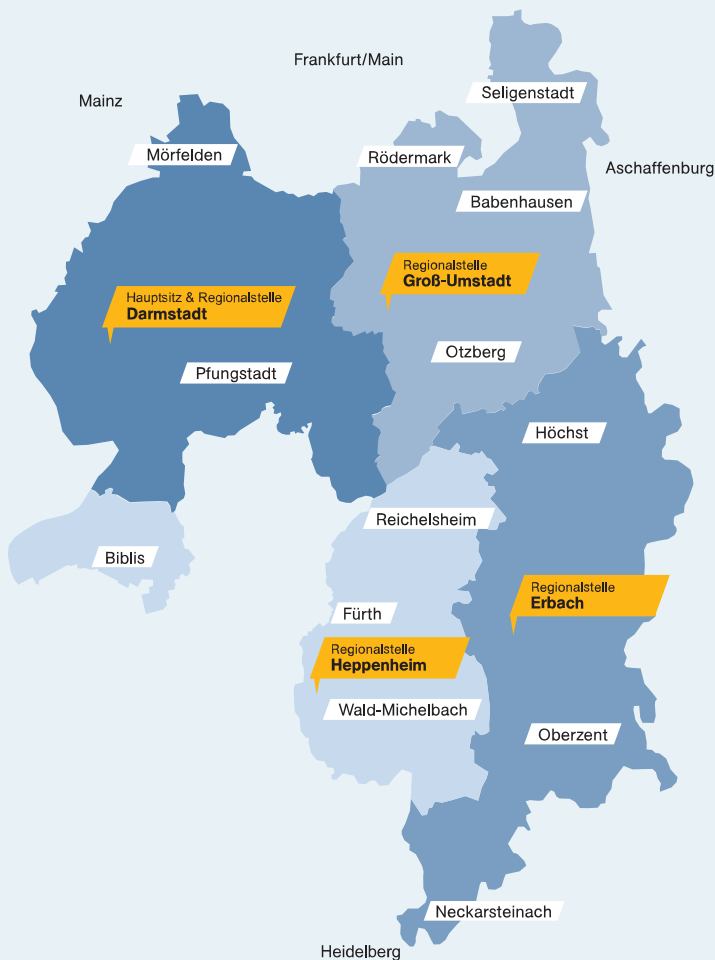 Frankfurt/Main
Seligenstadt
Mainz
Mörfelden
Rödermark
Aschaffenburg
Babenhausen
Regionalstelle
Groß-Umstadt
Hauptsitz & Regionalstelle
Darmstadt
Otzberg
Pfungstadt
Höchst
Reichelsheim
Biblis
Regionalstelle
Erbach
Fürth
Regionalstelle
Heppenheim
Wald-Michelbach
Oberzent
Neckarsteinach
Heidelberg